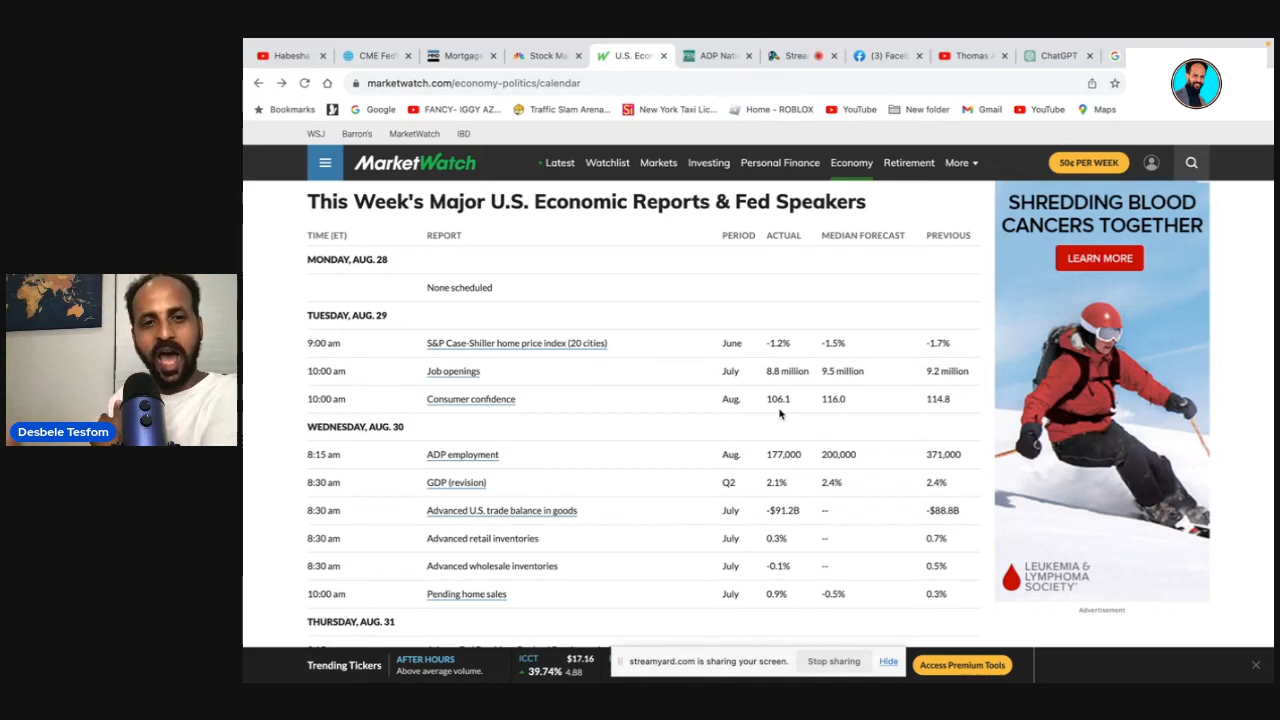 Habesha
CME FedV
Mortgage
Stock Ma
U.S. Econ
ADP Nati
Strea
(3) Faceb
Thomas A
ChatGPT
marketwatch.com/economy-politics/calendar
Bookmarks
Google
FANCY- IGGY AZ...
Traffic Slam Arena...
New York Taxi Lic...
Home - ROBLOX
YouTube
New folder
Gmail
YouTube
Maps
WSJ Barron's MarketWatch IBD
MarketWatch
Latest Watchlist Markets Investing Personal Finance Economy Retirement More
50¢ PER WEEK
This Week's Major U.S. Economic Reports & Fed Speakers
TIME (ET) REPORT PERIOD ACTUAL MEDIAN FORECAST PREVIOUS
MONDAY, AUG. 28
None scheduled
TUESDAY, AUG. 29
9:00 am S&P Case-Shiller home price index (20 cities) June -1.2% -1.5% -1.7%
10:00 am Job openings July 8.8 million 9.5 million 9.2 million
10:00 am Consumer confidence Aug. 106.1 116.0 114.8
WEDNESDAY, AUG. 30
8:15 am ADP employment Aug. 177,000 200,000 371,000
8:30 am GDP (revision) Q2 2.1% 2.4% 2.4%
8:30 am Advanced U.S. trade balance in goods July -$91.2B -- -$88.8B
8:30 am Advanced retail inventories July 0.3% -- 0.7%
8:30 am Advanced wholesale inventories July -0.1% -- 0.5%
10:00 am Pending home sales July 0.9% -0.5% 0.3%
THURSDAY, AUG. 31
SHREDDING BLOOD
CANCERS TOGETHER
LEARN MORE
LEUKEMIA &
LYMPHOMA
SOCIETY
Advertisement
Desbele Tesfom
Trending Tickers
AFTER HOURS
Above average volume.
ICCT $17.16
39.74% 4.88
streamyard.com is sharing your screen.
Stop sharing
Hide
Access Premium Tools